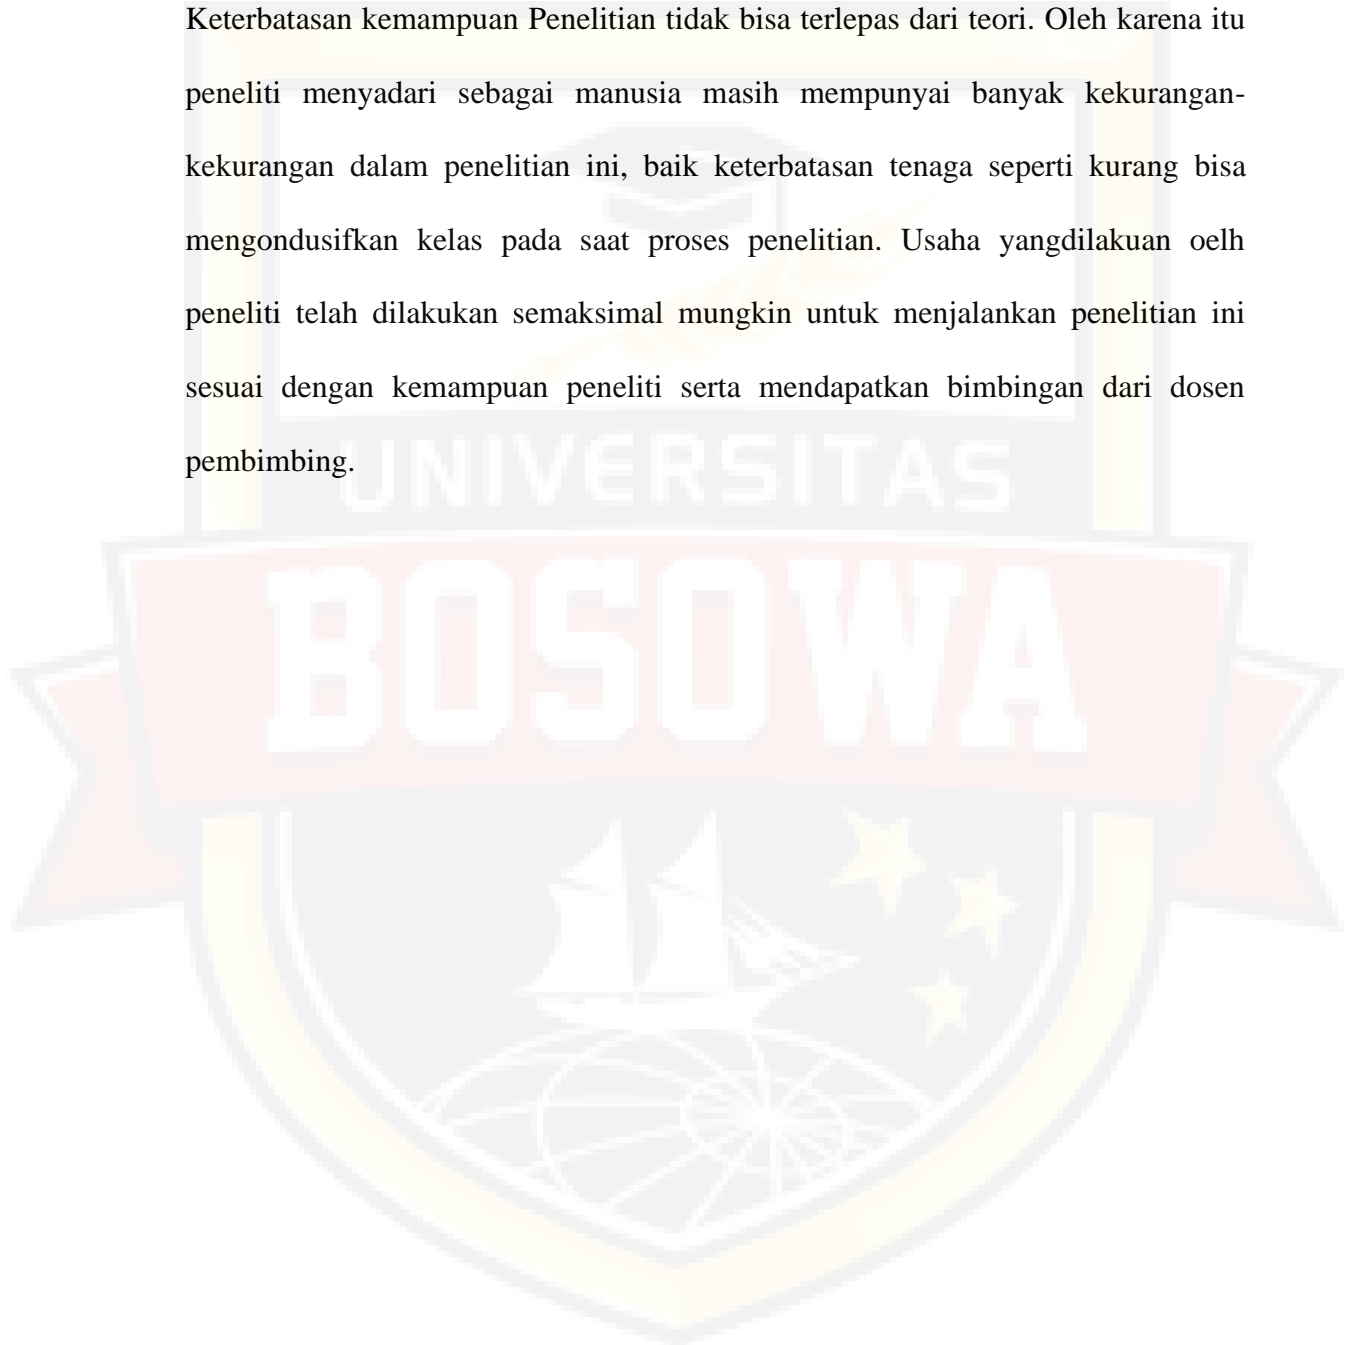 Keterbatasan kemampuan Penelitian tidak bisa terlepas dari teori. Oleh karena itu
peneliti menyadari sebagai manusia masih mempunyai banyak kekurangan-
kekurangan dalam penelitian ini, baik keterbatasan tenaga seperti kurang bisa
mengondusifkan kelas pada saat proses penelitian. Usaha yangdilakuan oelh
peneliti telah dilakukan semaksimal mungkin untuk menjalankan penelitian ini
sesuai dengan kemampuan peneliti serta mendapatkan bimbingan dari dosen
pembimbing.
UNIVERSITAS
BOSOWA